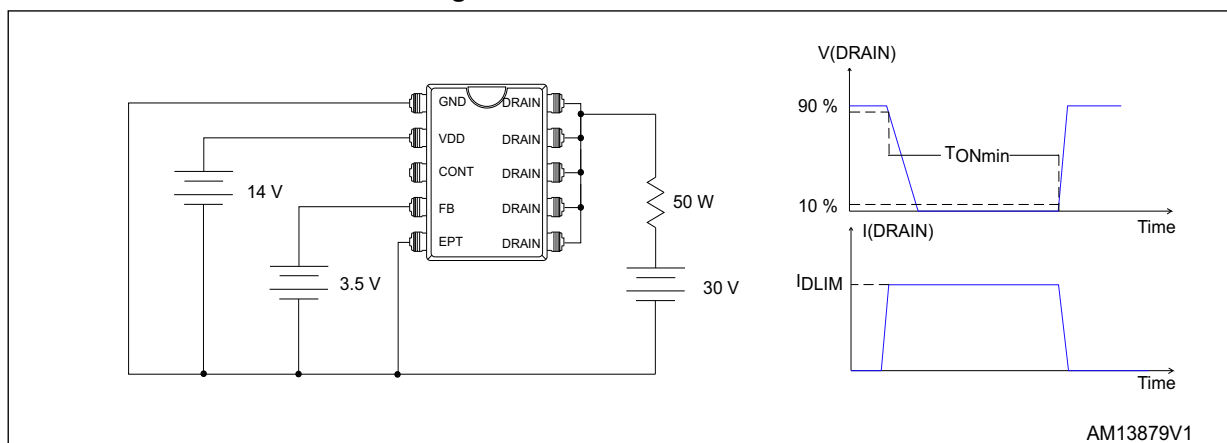 g
GND
DRAIN
VDD
DRAIN
CONT
DRAIN
FB
DRAIN
EPT
DRAIN
14 V
3.5 V
50 W
30 V
V(DRAIN)
90 %
TONmin
10 %
Time
I(DRAIN)
IDLIM
Time
AM13879V1